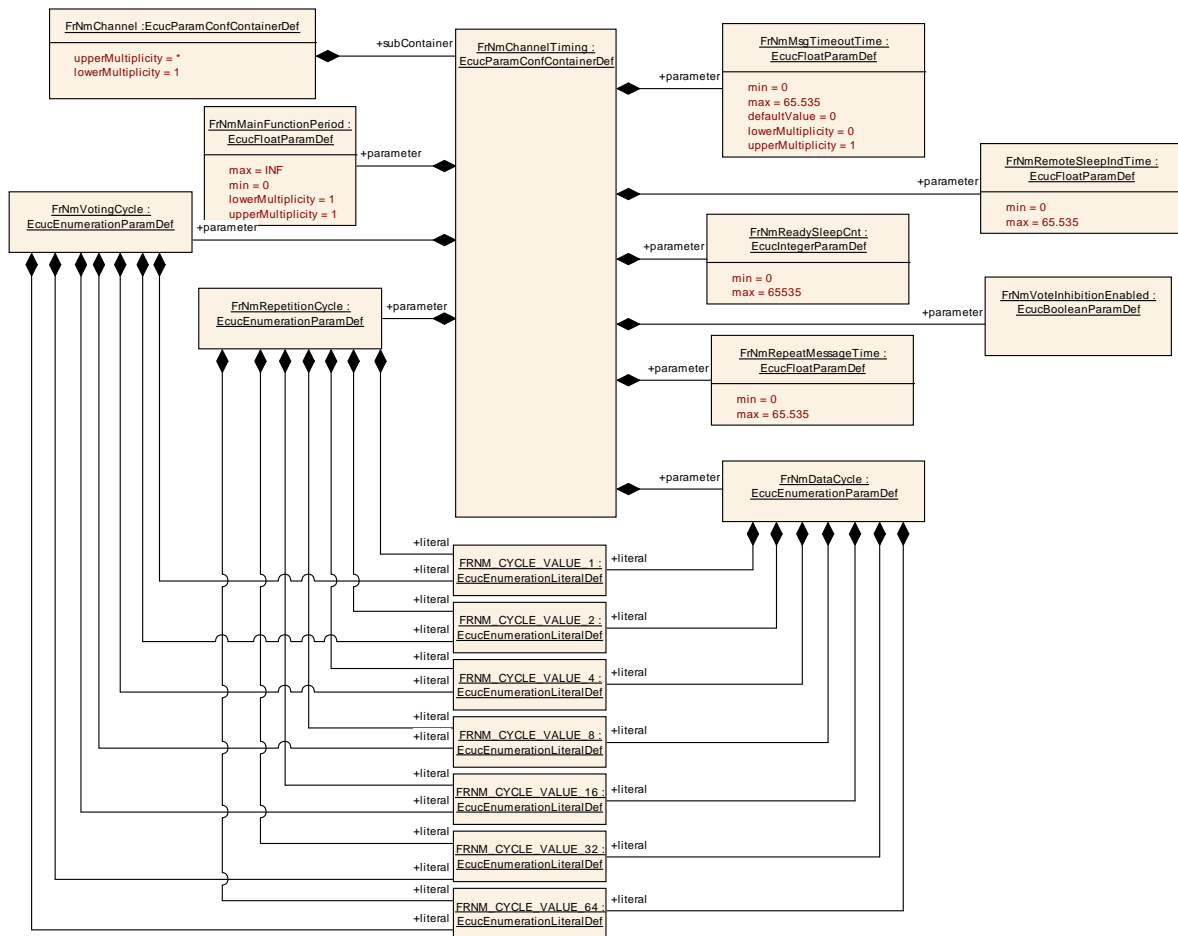 FrNmChannel :EcucParamConfContainerDef
upperMultiplicity = *
lowerMultiplicity = 1
+subContainer
FrNmChannelTiming :
EcucParamConfContainerDef
FrNmMsgTimeoutTime :
EcucFloatParamDef
min = 0
max = 65.535
defaultValue = 0
lowerMultiplicity = 0
upperMultiplicity = 1
+parameter
FrNmMainFunctionPeriod :
EcucFloatParamDef
max = INF
min = 0
lowerMultiplicity = 1
upperMultiplicity = 1
+parameter
FrNmRemoteSleepIndTime :
EcucFloatParamDef
min = 0
max = 65.535
+parameter
FrNmVotingCycle :
EcucEnumerationParamDef
+parameter
FrNmReadySleepCnt :
EcucIntegerParamDef
min = 0
max = 65535
+parameter
FrNmVoteInhibitionEnabled :
EcucBooleanParamDef
+parameter
FrNmRepetitionCycle :
EcucEnumerationParamDef
+parameter
FrNmRepeatMessageTime :
EcucFloatParamDef
min = 0
max = 65.535
+parameter
FrNmDataCycle :
EcucEnumerationParamDef
+parameter
+literal
+literal
FRNM_CYCLE_VALUE_1 :
EcucEnumerationLiteralDef
+literal
+literal
+literal
FRNM_CYCLE_VALUE_2 :
EcucEnumerationLiteralDef
+literal
+literal
+literal
FRNM_CYCLE_VALUE_4 :
EcucEnumerationLiteralDef
+literal
+literal
+literal
FRNM_CYCLE_VALUE_8 :
EcucEnumerationLiteralDef
+literal
+literal
+literal
FRNM_CYCLE_VALUE_16 :
EcucEnumerationLiteralDef
+literal
+literal
+literal
FRNM_CYCLE_VALUE_32 :
EcucEnumerationLiteralDef
+literal
+literal
+literal
FRNM_CYCLE_VALUE_64 :
EcucEnumerationLiteralDef
+literal